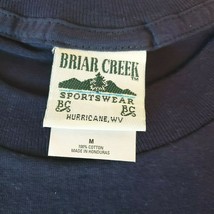 BRIAR CREEK
SPORTSWEAR
BC BC
HURRICANE, WV
M
100% COTTON
MADE IN HONDURAS